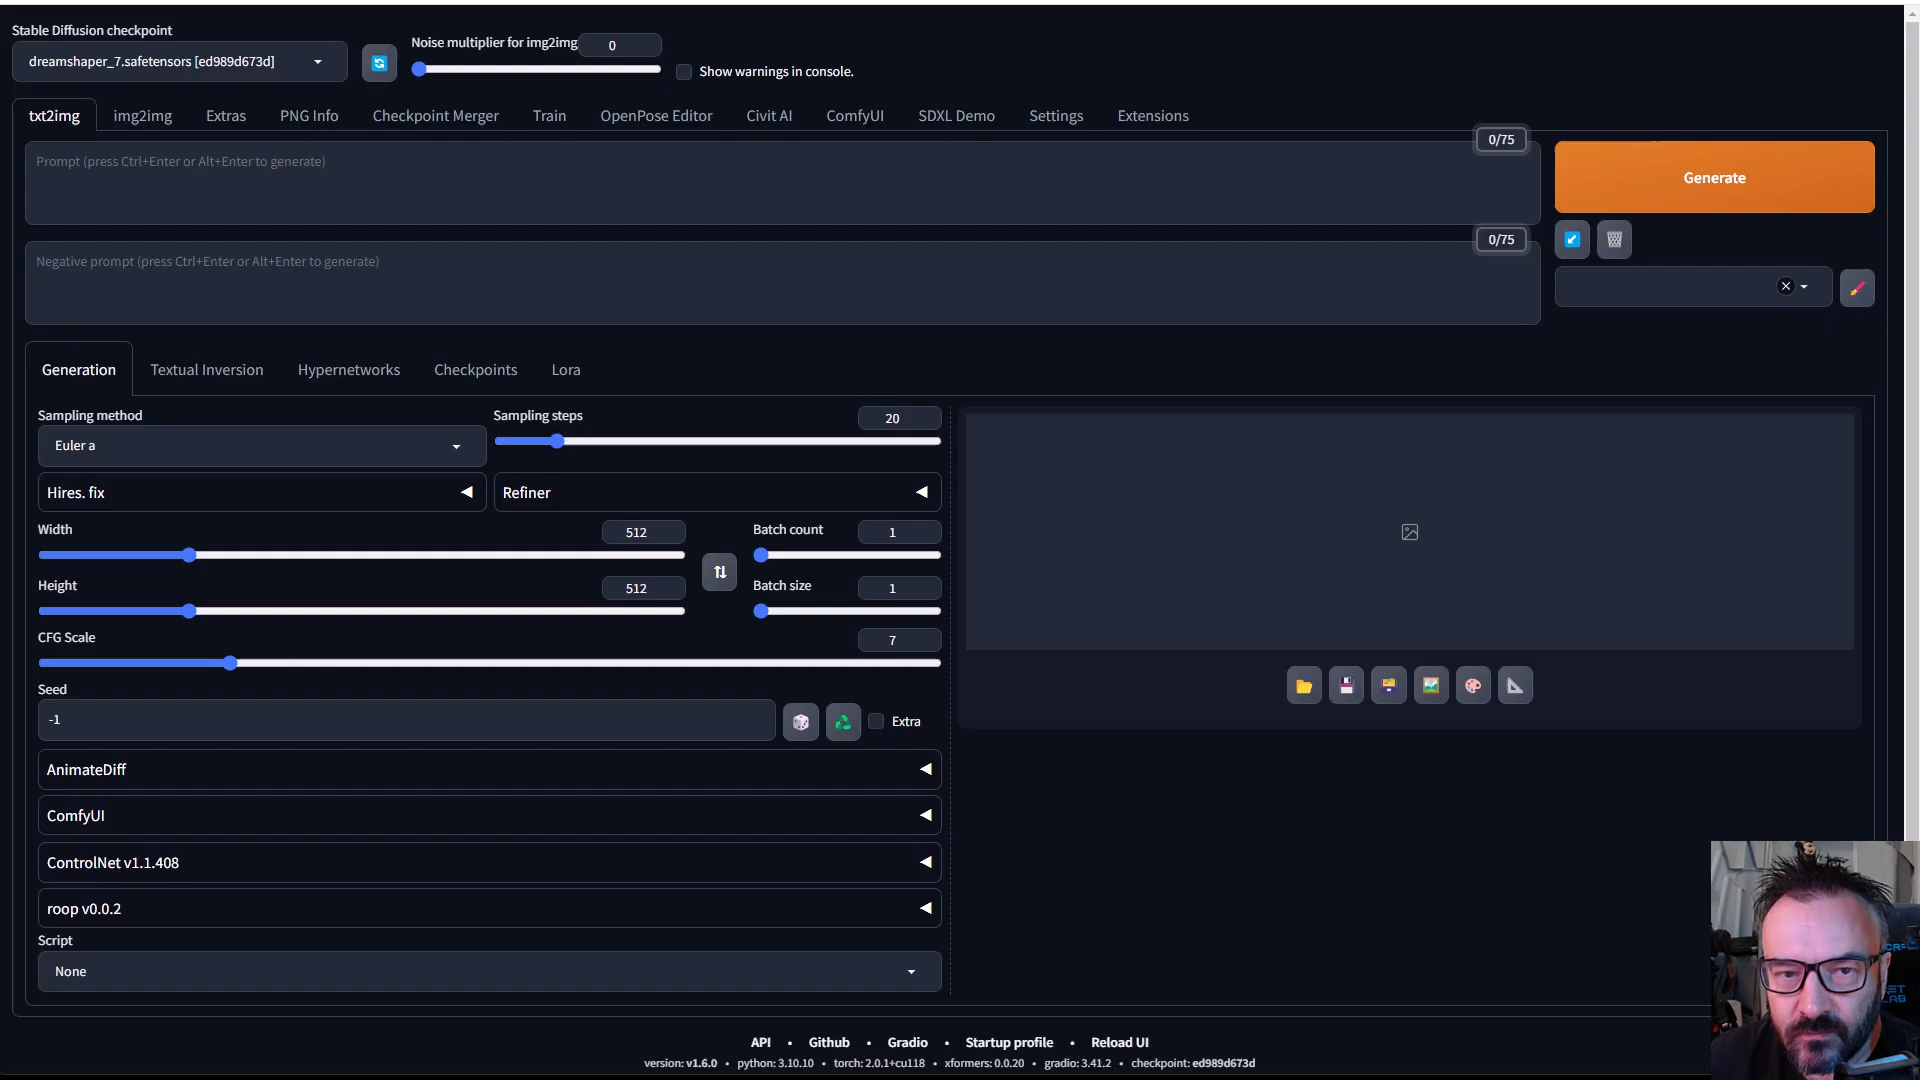 Stable Diffusion checkpoint
dreamshaper_7.safetensors [ed989d673d]
Noise multiplier for img2img
0
Show warnings in console.
txt2img
img2img
Extras
PNG Info
Checkpoint Merger
Train
OpenPose Editor
Civit AI
ComfyUI
SDXL Demo
Settings
Extensions
0/75
Prompt (press Ctrl+Enter or Alt+Enter to generate)
Generate
0/75
Negative prompt (press Ctrl+Enter or Alt+Enter to generate)
Generation
Textual Inversion
Hypernetworks
Checkpoints
Lora
Sampling method
Euler a
Sampling steps
20
Hires. fix
Refiner
Width
512
Batch count
1
Height
512
Batch size
1
CFG Scale
7
Seed
-1
Extra
AnimateDiff
ComfyUI
ControlNet v1.1.408
roop v0.0.2
Script
None
API • Github • Gradio • Startup profile • Reload UI
version: v1.6.0 • python: 3.10.10 • torch: 2.0.1+cu118 • xformers: 0.0.20 • gradio: 3.41.2 • checkpoint: ed989d673d